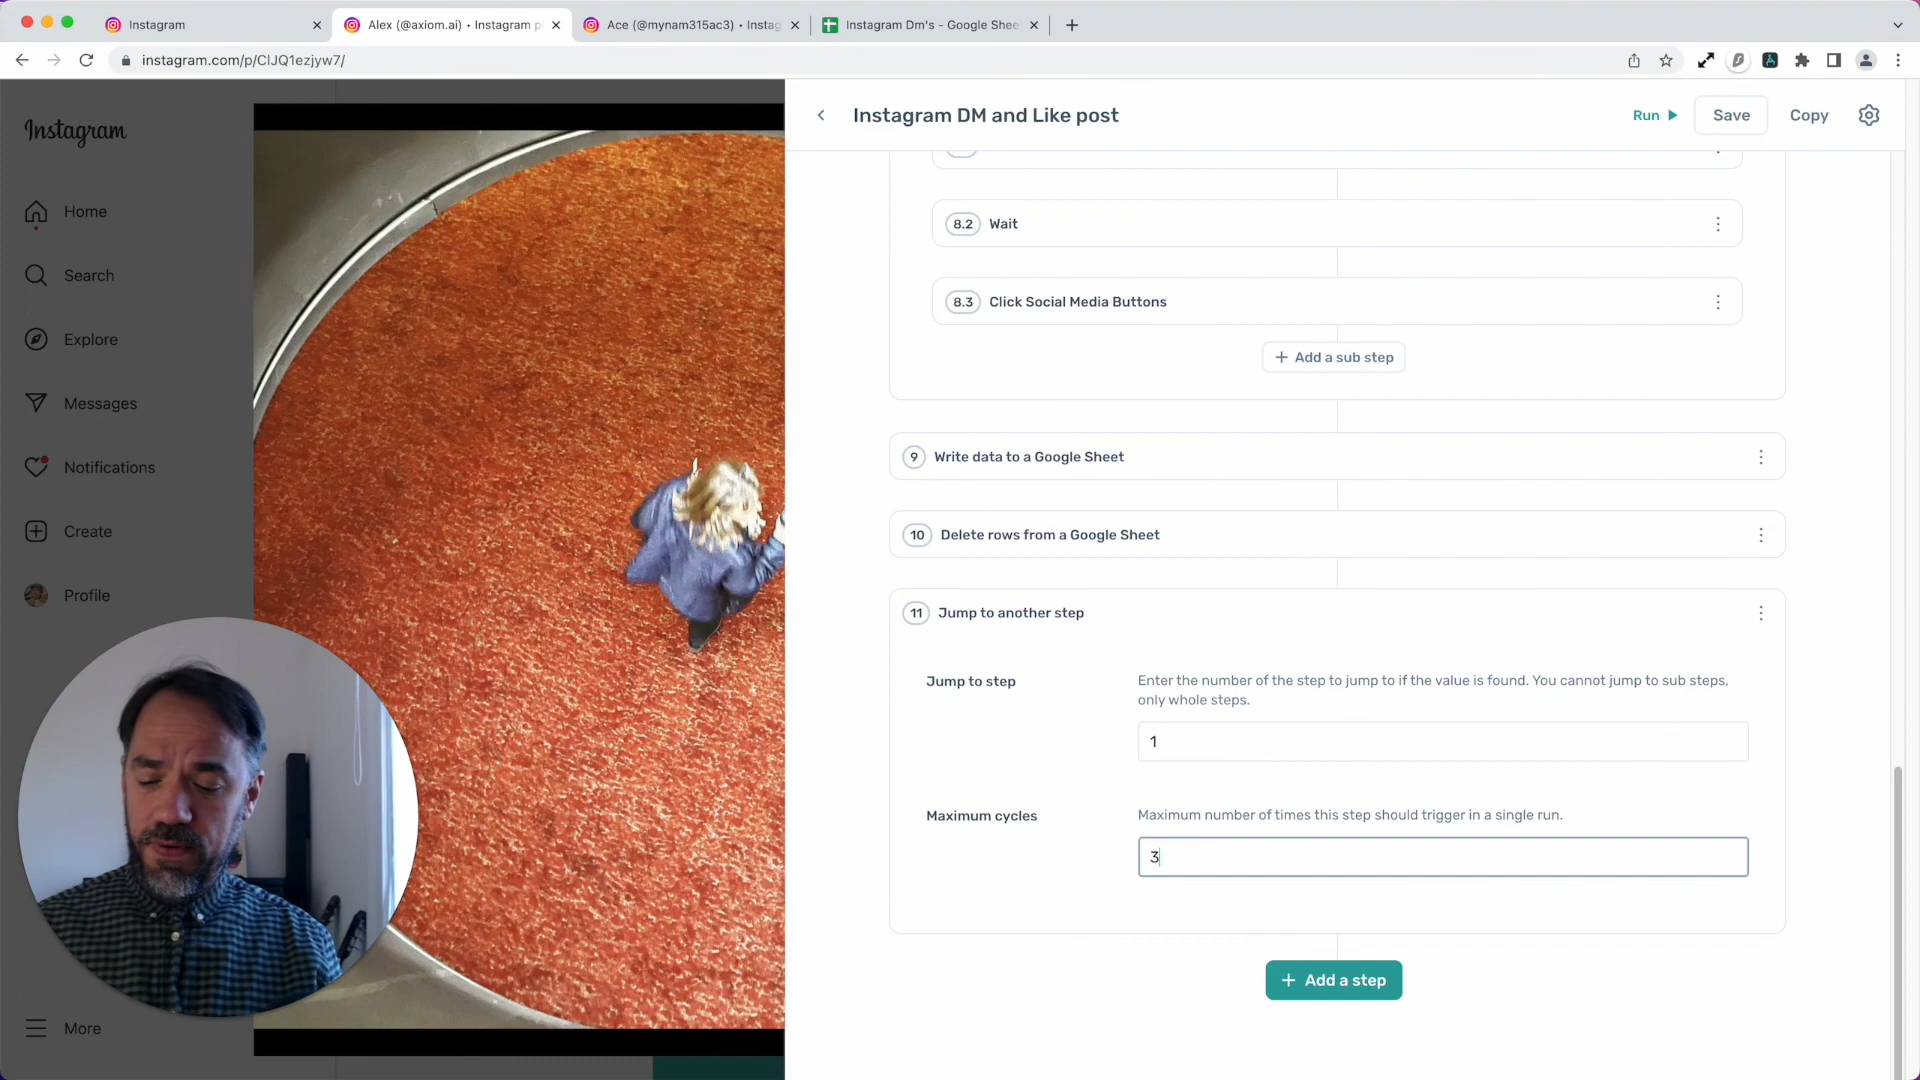 Instagram
Alex (@axiom.ai) • Instagram p
Ace (@mynam315ac3) • Instag
Instagram Dm's - Google Shee
instagram.com/p/ClJQ1ezjyw7/
Instagram
Home
Search
Explore
Messages
Notifications
Create
Profile
More
Instagram DM and Like post
Run
Save
Copy
8.2 Wait
8.3 Click Social Media Buttons
+ Add a sub step
9 Write data to a Google Sheet
10 Delete rows from a Google Sheet
11 Jump to another step
Jump to step
Enter the number of the step to jump to if the value is found. You cannot jump to sub steps,
only whole steps.
1
Maximum cycles
Maximum number of times this step should trigger in a single run.
3
+ Add a step